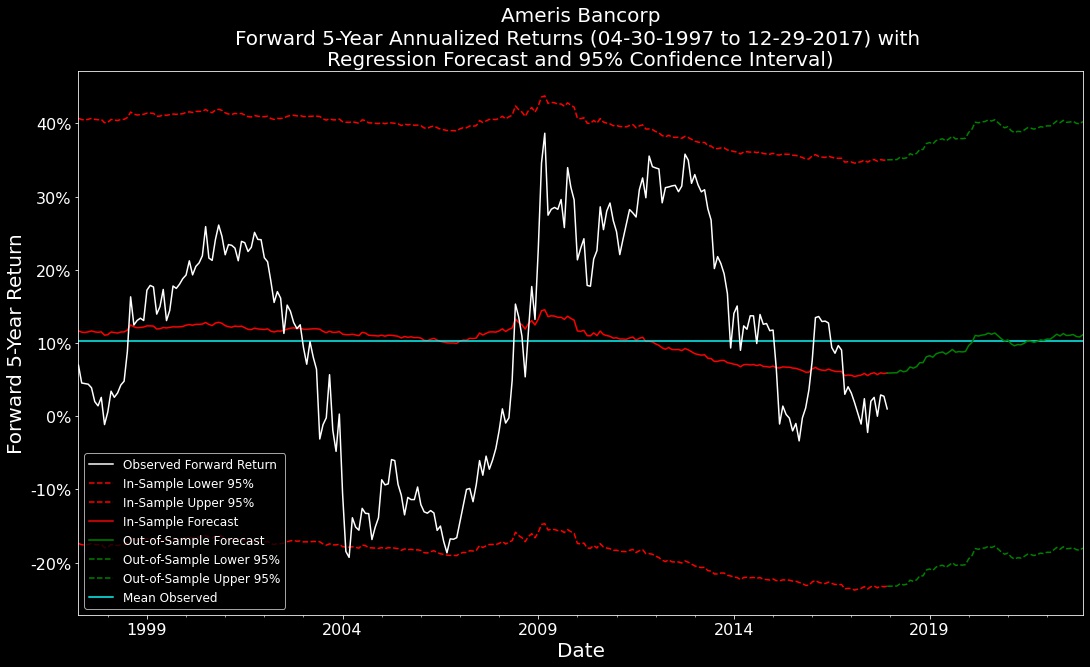 Ameris Bancorp
Forward 5-Year Annualized Returns (04-30-1997 to 12-29-2017) with
Regression Forecast and 95% Confidence Interval)
Forward 5-Year Return
40%
30%
20%
10%
0%
-10%
-20%
Observed Forward Return
In-Sample Lower 95%
In-Sample Upper 95%
In-Sample Forecast
Out-of-Sample Forecast
Out-of-Sample Lower 95%
Out-of-Sample Upper 95%
Mean Observed
1999 2004 2009 2014 2019
Date